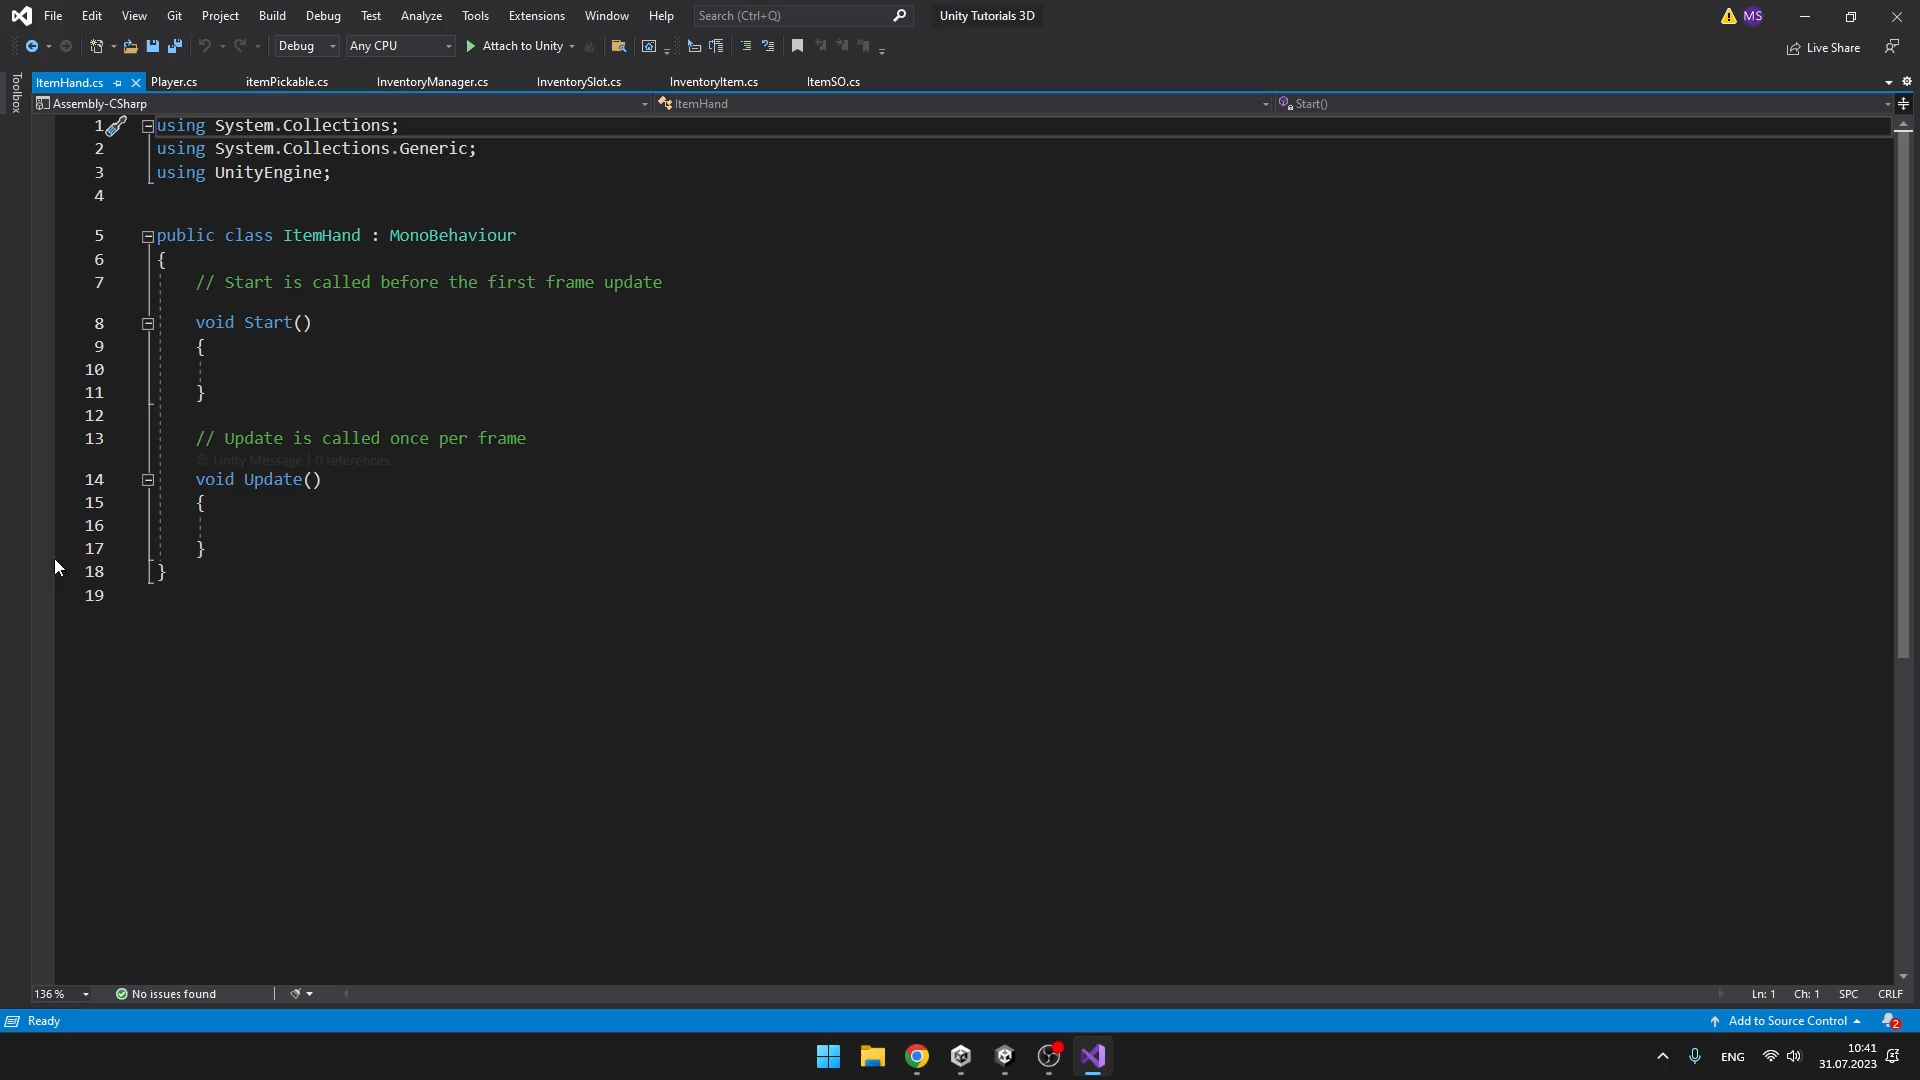 File Edit View Git Project Build Debug Test Analyze Tools Extensions Window Help Search (Ctrl+Q) Unity Tutorials 3D MS
Debug Any CPU Attach to Unity Live Share
Toolbox
ItemHand.cs Player.cs itemPickable.cs InventoryManager.cs InventorySlot.cs InventoryItem.cs ItemSO.cs
Assembly-CSharp ItemHand Start()
1 using System.Collections;
2 using System.Collections.Generic;
3 using UnityEngine;
4
5 public class ItemHand : MonoBehaviour
6 {
7 // Start is called before the first frame update
8 void Start()
9 {
10
11 }
12
13 // Update is called once per frame
Unity Message | 0 references
14 void Update()
15 {
16
17 }
18 }
19
136 % No issues found Ln: 1 Ch: 1 SPC CRLF
Ready Add to Source Control 2
ENG 10:41
31.07.2023